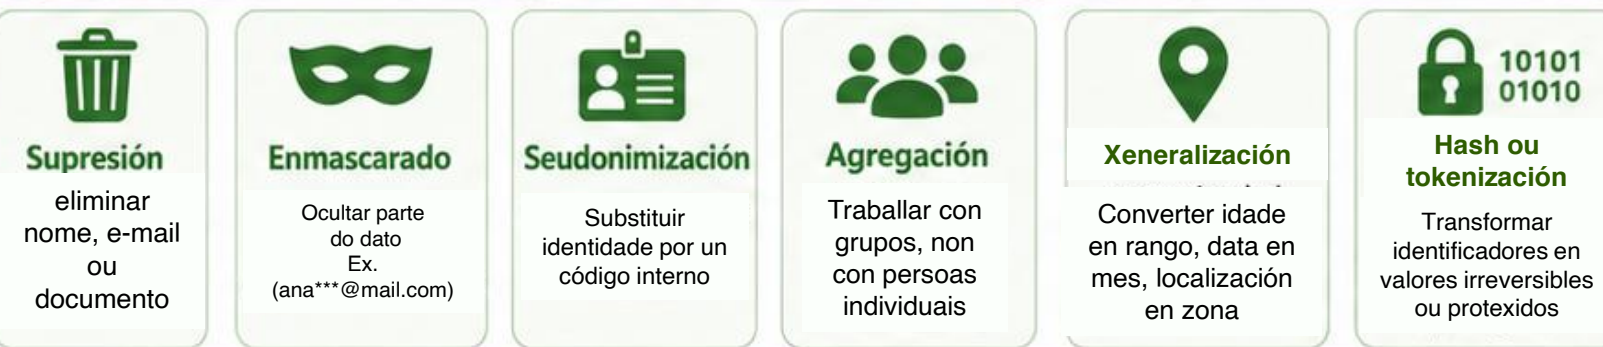 Supresión
eliminar
nome, e-mail
ou
documento
Enmascarado
Ocultar parte
do dato
Ex.
(ana***@mail.com)
Seudonimización
Substituir
identidade por un
código interno
Agregación
Traballar con
grupos, non
con persoas
individuais
Xeneralización
Converter idade
en rango, data en
mes, localización
en zona
10101
01010
Hash ou
tokenización
Transformar
identificadores en
valores irreversibles
ou protexidos